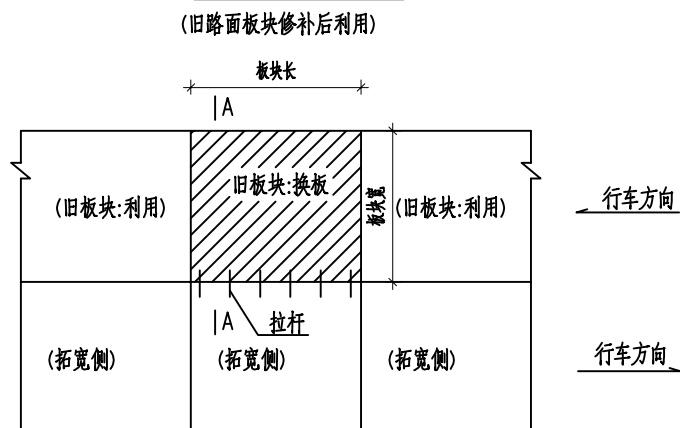 (旧路面板块修补后利用)
板块长
A
旧板块:换板
(旧板块:利用)
板块宽
(旧板块:利用)
行车方向
A
拉杆
(拓宽侧)
(拓宽侧)
(拓宽侧)
行车方向